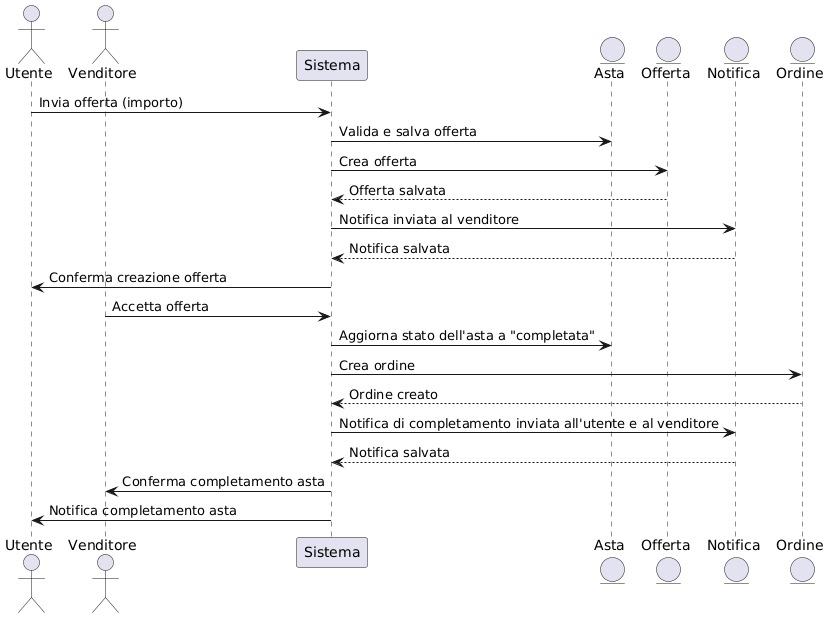 Utente
Venditore
Sistema
Asta
Offerta
Notifica
Ordine
Invia offerta (importo)
Valida e salva offerta
Crea offerta
Offerta salvata
Notifica inviata al venditore
Notifica salvata
Conferma creazione offerta
Accetta offerta
Aggiorna stato dell'asta a "completata"
Crea ordine
Ordine creato
Notifica di completamento inviata all'utente e al venditore
Notifica salvata
Conferma completamento asta
Notifica completamento asta
Utente
Venditore
Sistema
Asta
Offerta
Notifica
Ordine